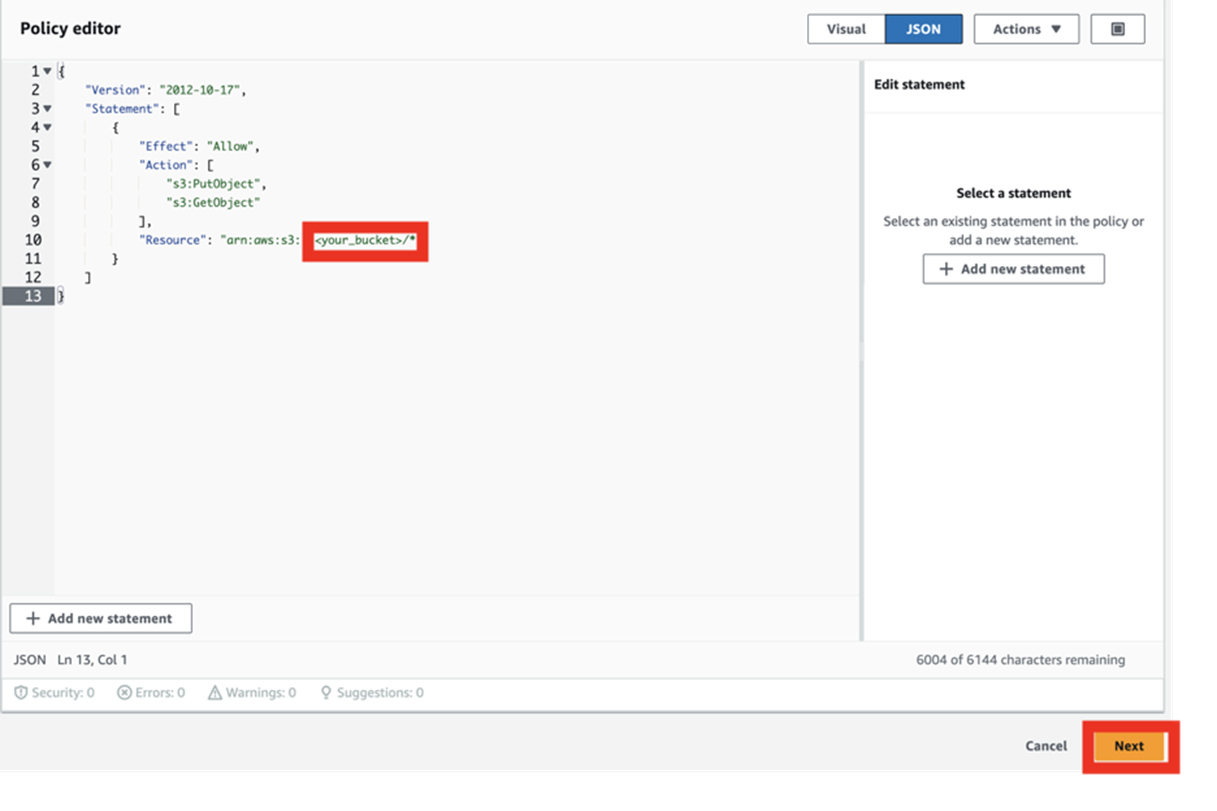 Policy editor
Visual JSON Actions
1 {
2 "Version": "2012-10-17",
3 "Statement": [
4 {
5 "Effect": "Allow",
6 "Action": [
7 "s3:PutObject",
8 "s3:GetObject"
9 ],
10 "Resource": "arn:aws:s3: <your_bucket>/*
11 }
12 ]
13 }
Edit statement
Select a statement
Select an existing statement in the policy or
add a new statement.
+ Add new statement
+ Add new statement
JSON Ln 13, Col 1
6004 of 6144 characters remaining
Security: 0 Errors: 0 Warnings: 0 Suggestions: 0
Cancel Next